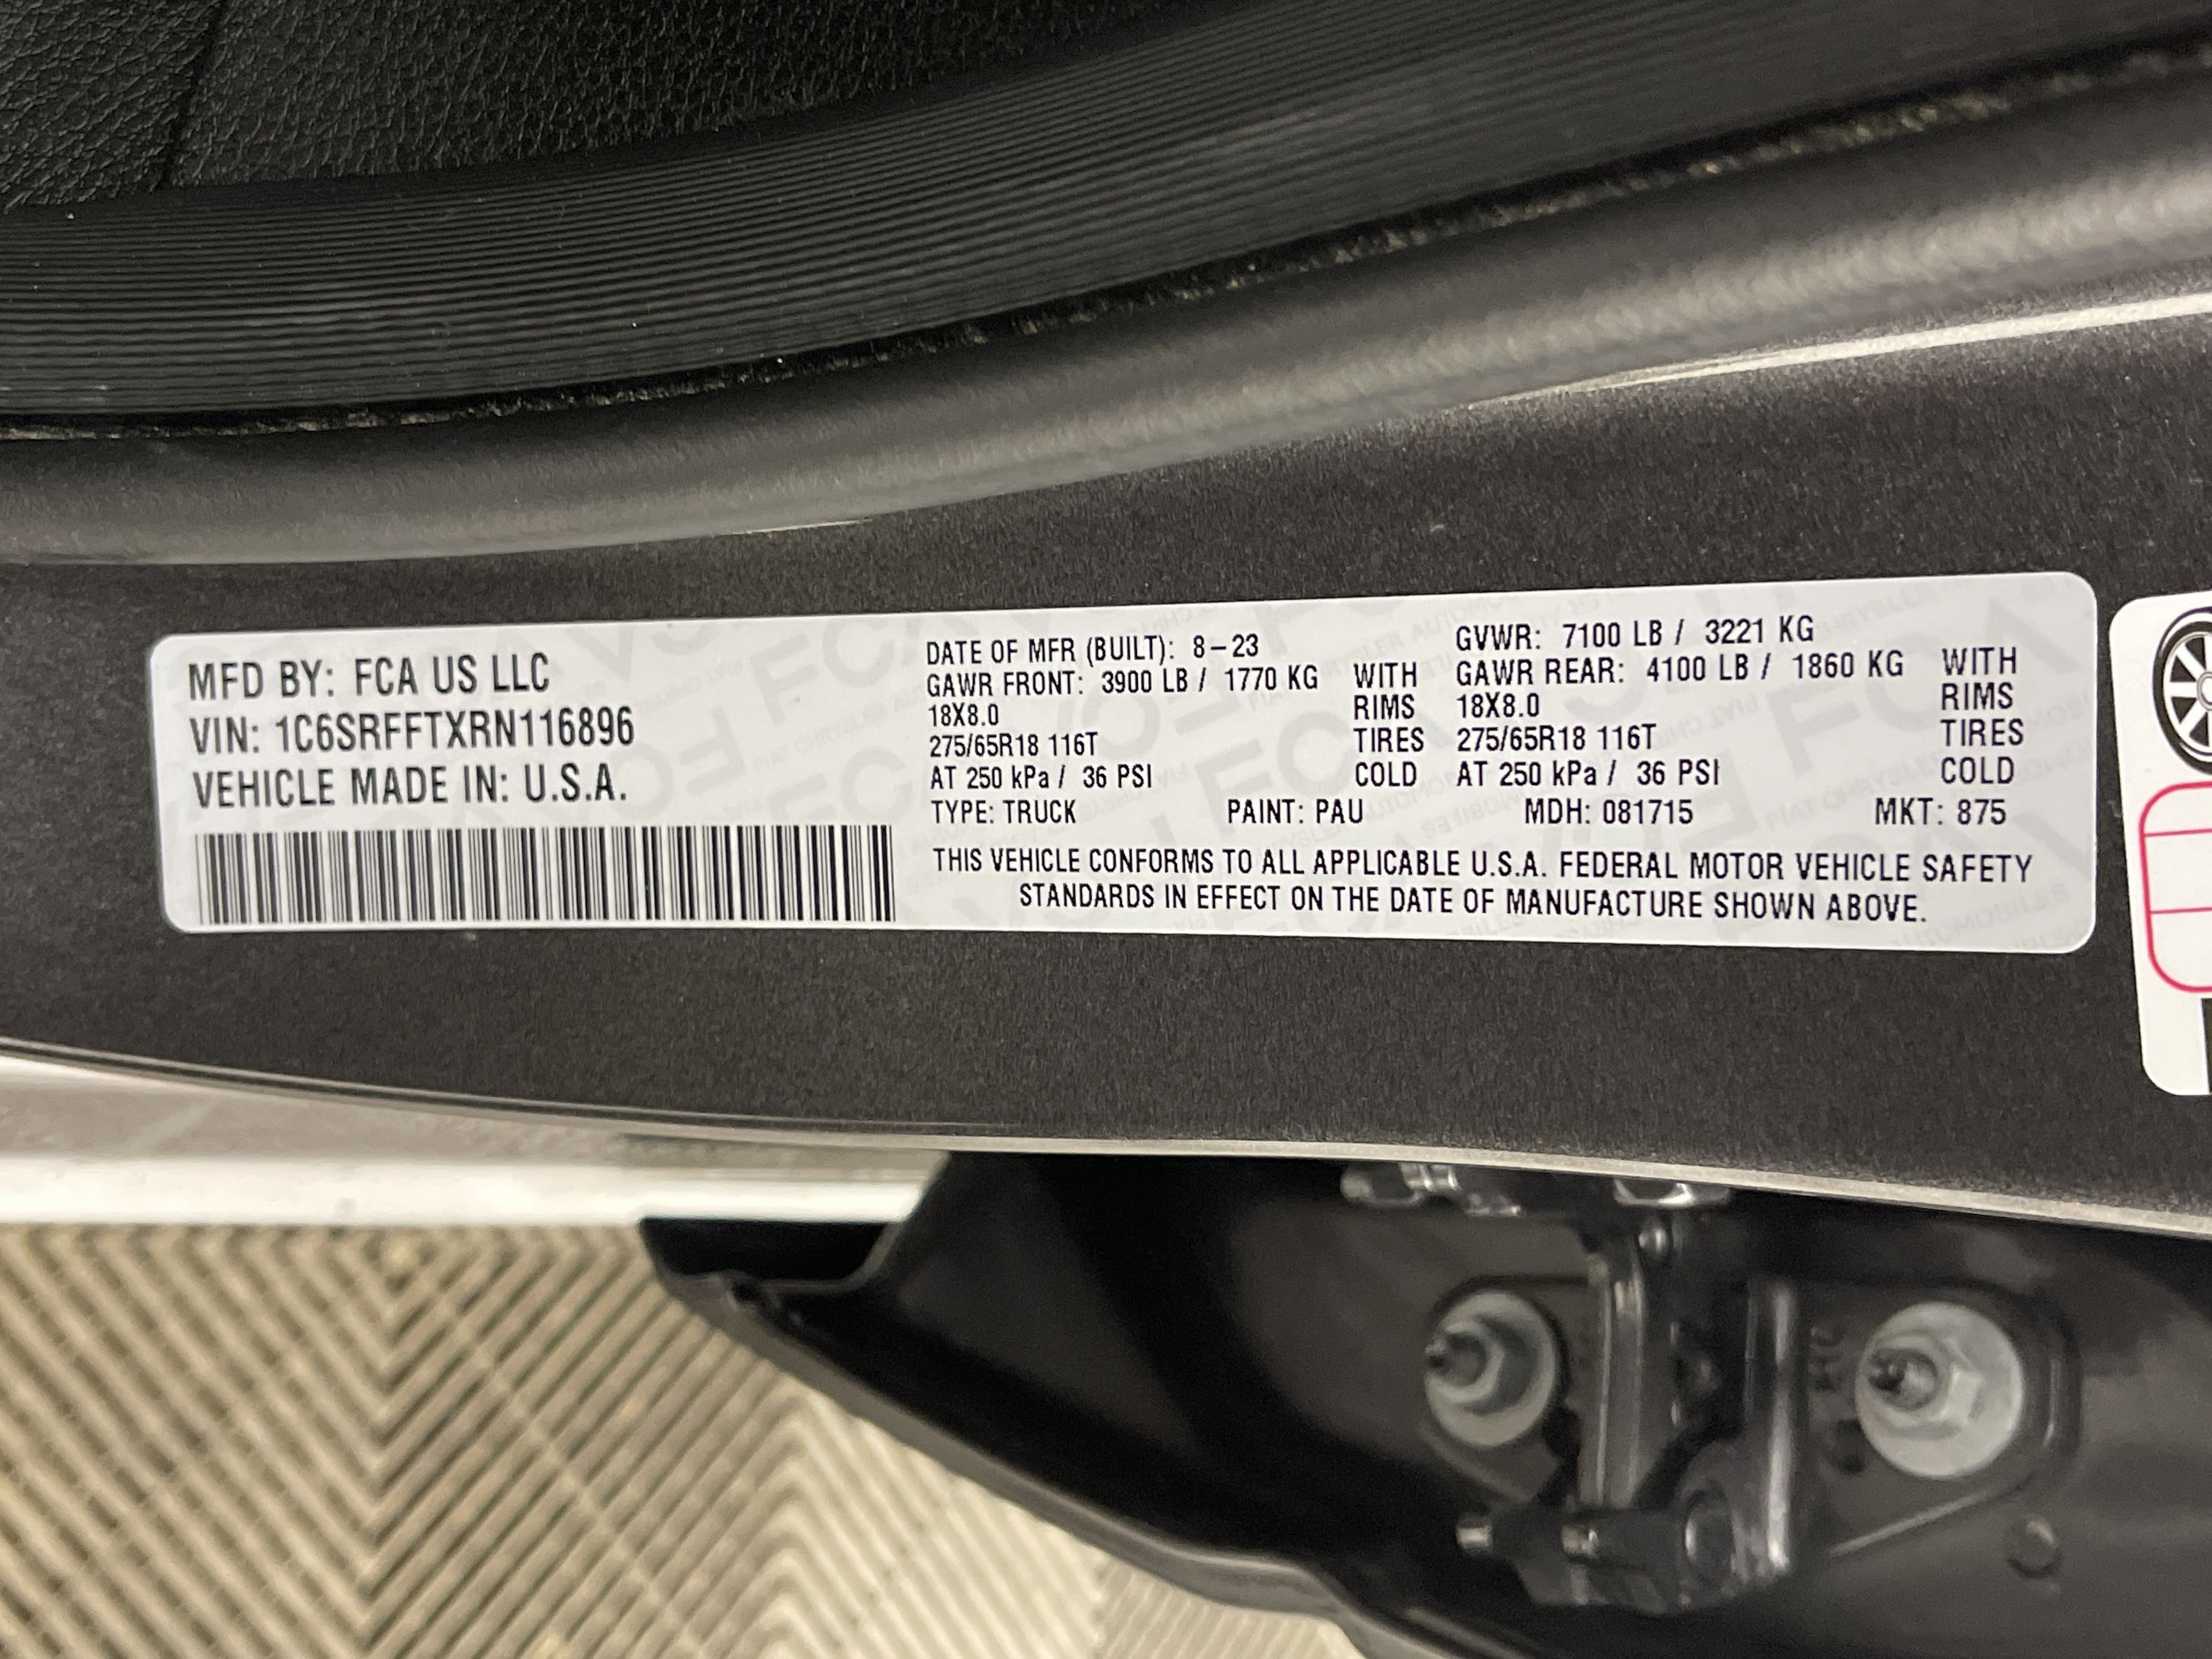 MFD BY: FCA US LLC
VIN: 1C6SRFFTXRN116896
VEHICLE MADE IN: U.S.A.
DATE OF MFR (BUILT): 8-23
GAWR FRONT: 3900 LB / 1770 KG WITH
18X8.0 RIMS
275/65R18 116T TIRES
AT 250 kPa / 36 PSI COLD
GVWR: 7100 LB / 3221 KG
GAWR REAR: 4100 LB / 1860 KG WITH
18X8.0 RIMS
275/65R18 116T TIRES
AT 250 kPa / 36 PSI COLD
TYPE: TRUCK PAINT: PAU MDH: 081715 MKT: 875
THIS VEHICLE CONFORMS TO ALL APPLICABLE U.S.A. FEDERAL MOTOR VEHICLE SAFETY
STANDARDS IN EFFECT ON THE DATE OF MANUFACTURE SHOWN ABOVE.